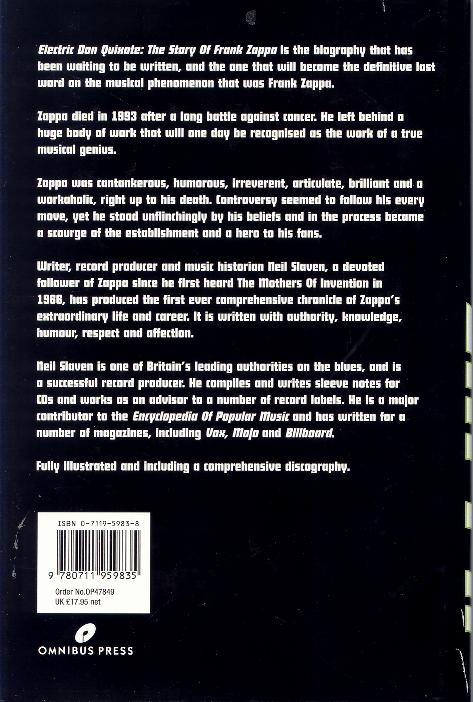 Electric Don Quixote: The Story Of Frank Zappa is the biography that has
been waiting to be written, and the one that will become the definitive last
word on the musical phenomenon that was Frank Zappa.
Zappa died in 1993 after a long battle against cancer. He left behind a
huge body of work that will one day be recognised as the work of a true
musical genius.
Zappa was cantankerous, humorous, irreverent, articulate, brilliant and a
workaholic, right up to his death. Controversy seemed to follow his every
move, yet he stood unflinchingly by his beliefs and in the process became
a scourge of the establishment and a hero to his fans.
Writer, record producer and music historian Neil Slaven, a devoted
follower of Zappa since he first heard The Mothers Of Invention in
1966, has produced the first ever comprehensive chronicle of Zappa's
extraordinary life and career. It is written with authority, knowledge,
humour, respect and affection.
Neil Slaven is one of Britain's leading authorities on the blues, and is
a successful record producer. He compiles and writes sleeve notes for
CDs and works as an advisor to a number of record labels. He is a major
contributor to the Encyclopedia Of Popular Music and has written for a
number of magazines, including Vox, Mojo and Billboard.
Fully illustrated and including a comprehensive discography.
ISBN 0-7119-5983-8
9 780711 959835
Order No.OP47849
UK £17.95 net
OMNIBUS PRESS